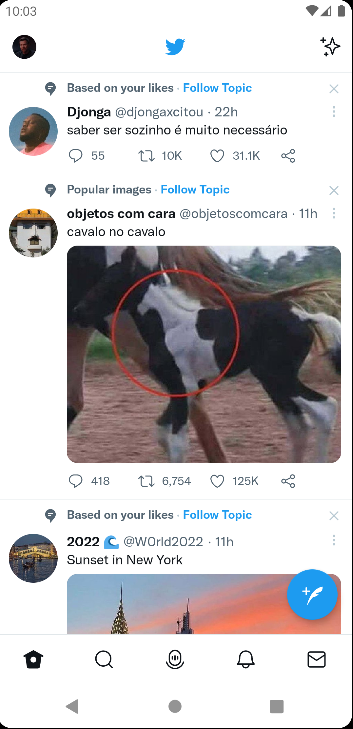 10:03
Based on your likes · Follow Topic
Djonga @djongaxcitou · 22h
saber ser sozinho é muito necessário
55 10K 31.1K
Popular images · Follow Topic
objetos com cara @objetoscomcara · 11h
cavalo no cavalo
418 6,754 125K
Based on your likes · Follow Topic
2022 🌊 @W0rld2022 · 11h
Sunset in New York